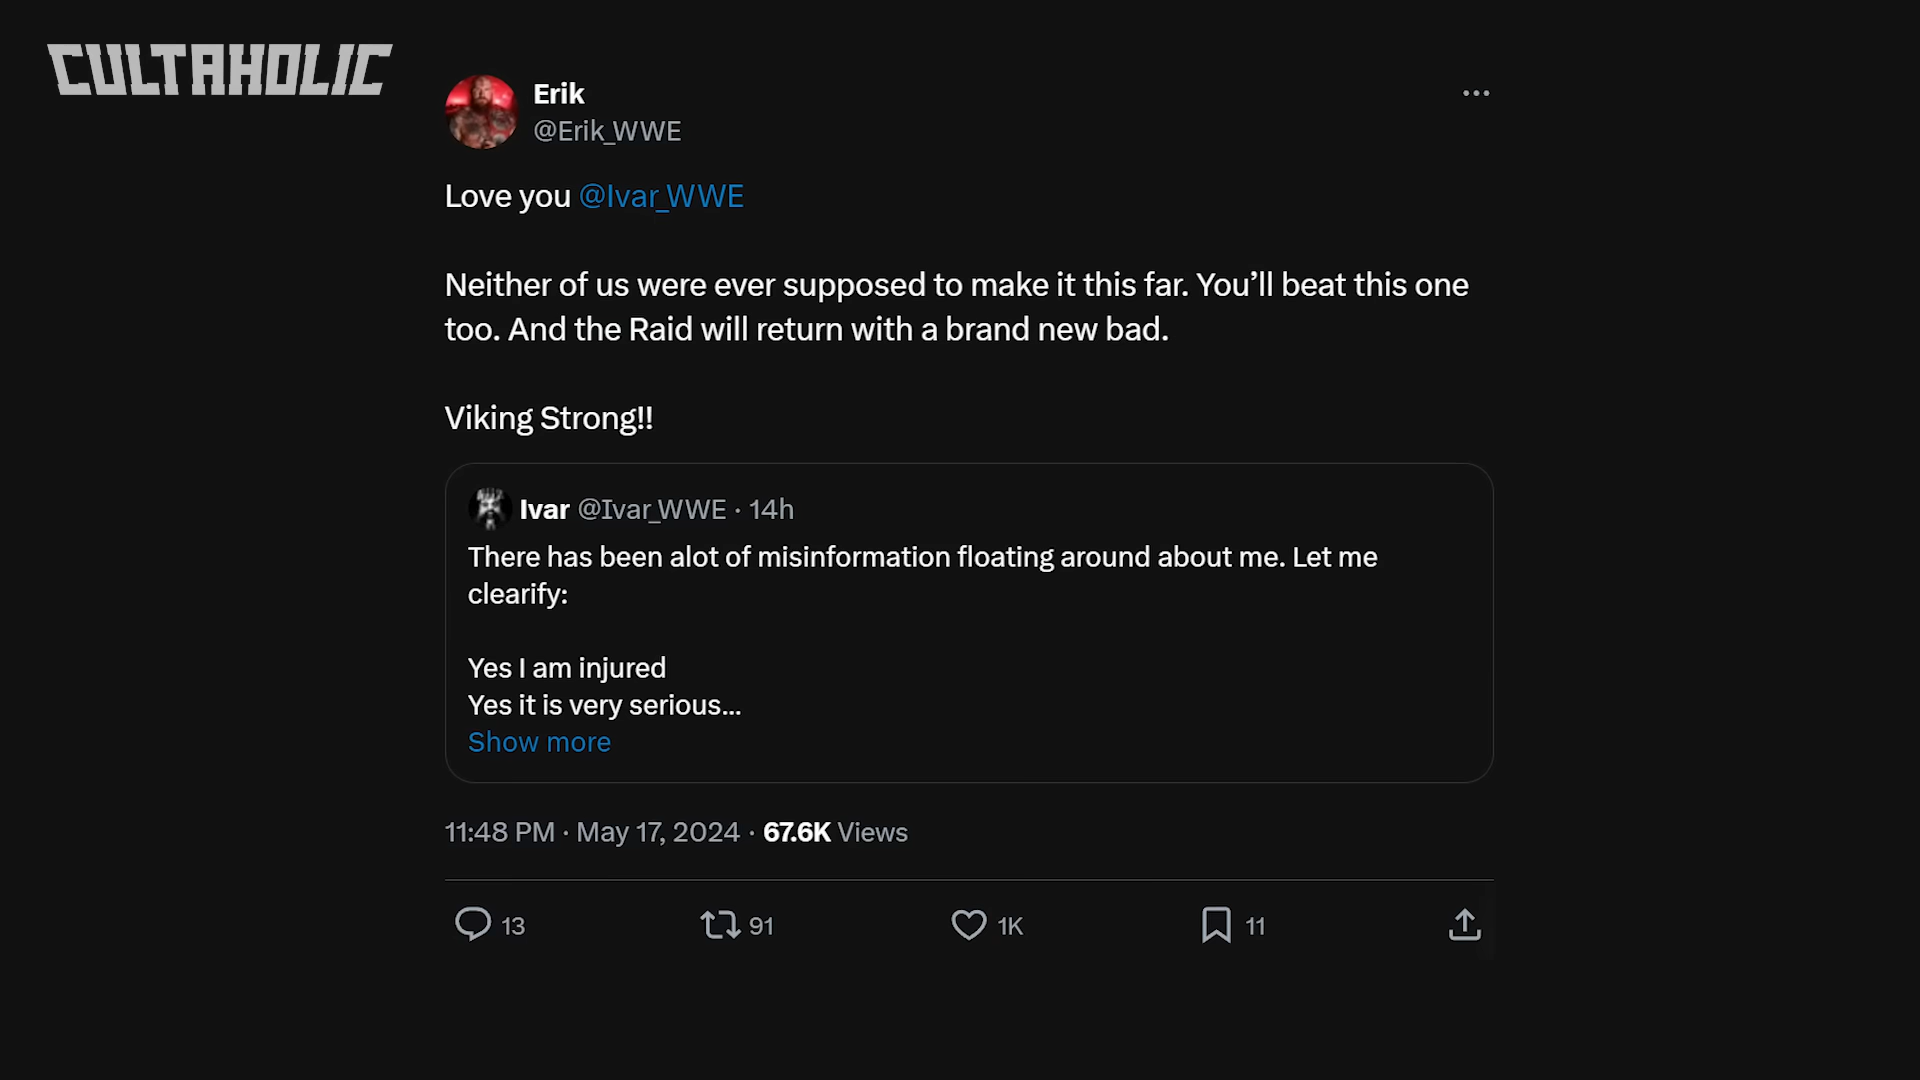 CULTAHOLIC
Erik
@Erik_WWE
Love you @Ivar_WWE
Neither of us were ever supposed to make it this far. You’ll beat this one
too. And the Raid will return with a brand new bad.
Viking Strong!!
Ivar @Ivar_WWE · 14h
There has been alot of misinformation floating around about me. Let me
clearify:
Yes I am injured
Yes it is very serious...
Show more
11:48 PM · May 17, 2024 · 67.6K Views
13 91 1K 11